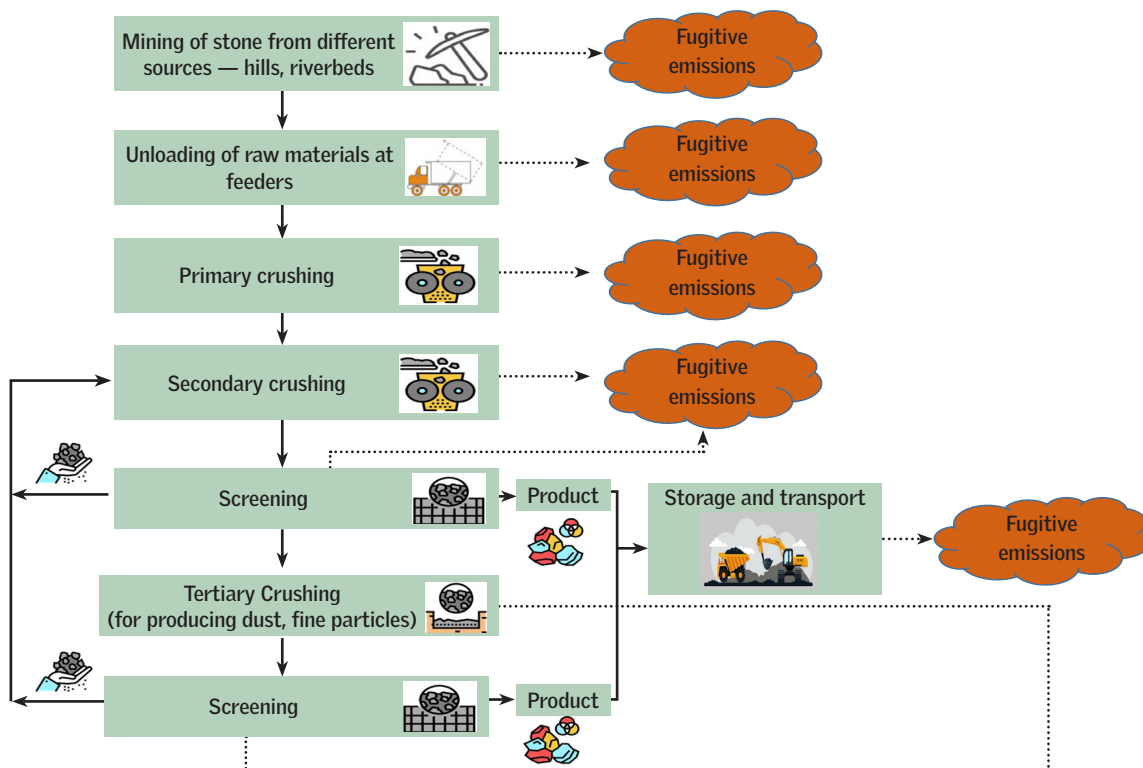 Mining of stone from different
sources — hills, riverbeds
Fugitive
emissions
Unloading of raw materials at
feeders
Fugitive
emissions
Primary crushing
Fugitive
emissions
Secondary crushing
Fugitive
emissions
Screening
Product
Storage and transport
Fugitive
emissions
Tertiary Crushing
(for producing dust, fine particles)
Screening
Product